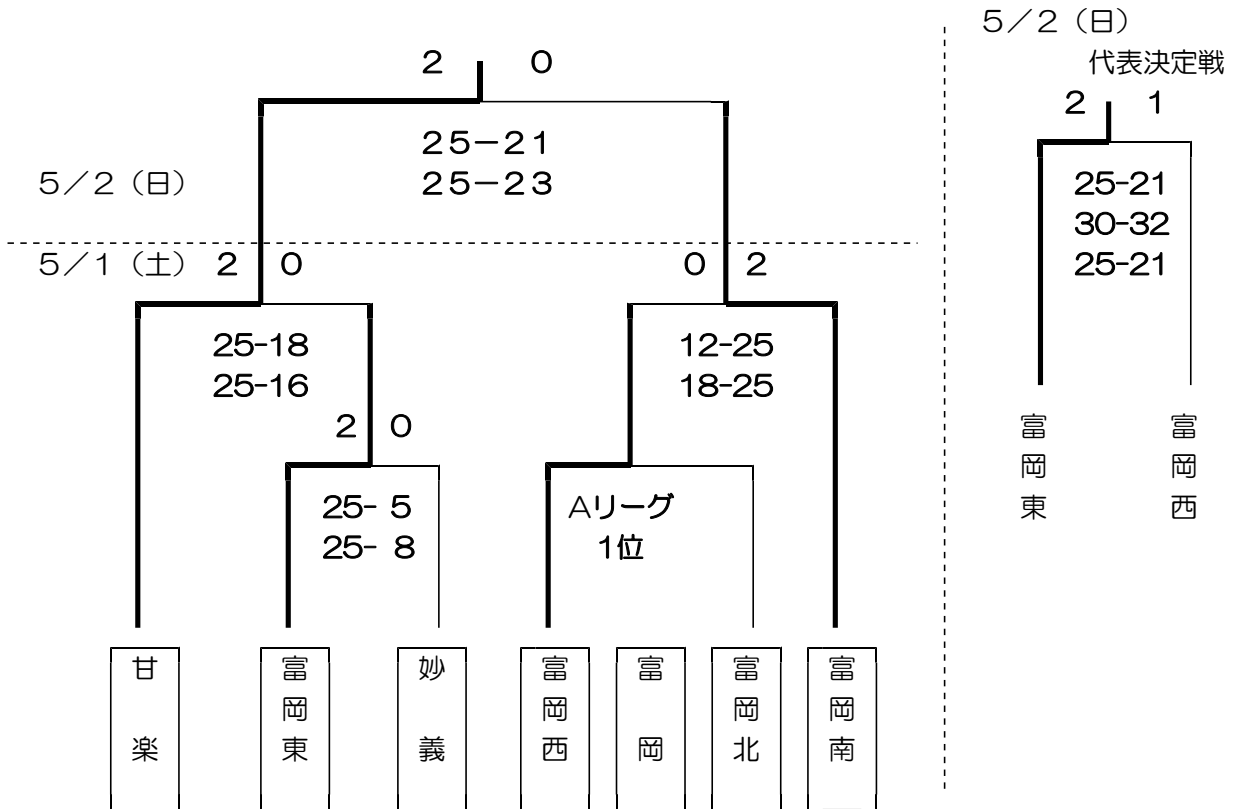 2 0
25-21
25-23
5/2(日)
5/1(土) 2 0
0 2
25-18
25-16
12-25
18-25
2 0
25- 5
25- 8
Aリーグ
1位
甘楽
富岡東
妙義
富岡西
富岡
富岡北
富岡南
5/2(日)
代表決定戦
2 1
25-21
30-32
25-21
富岡東
富岡西